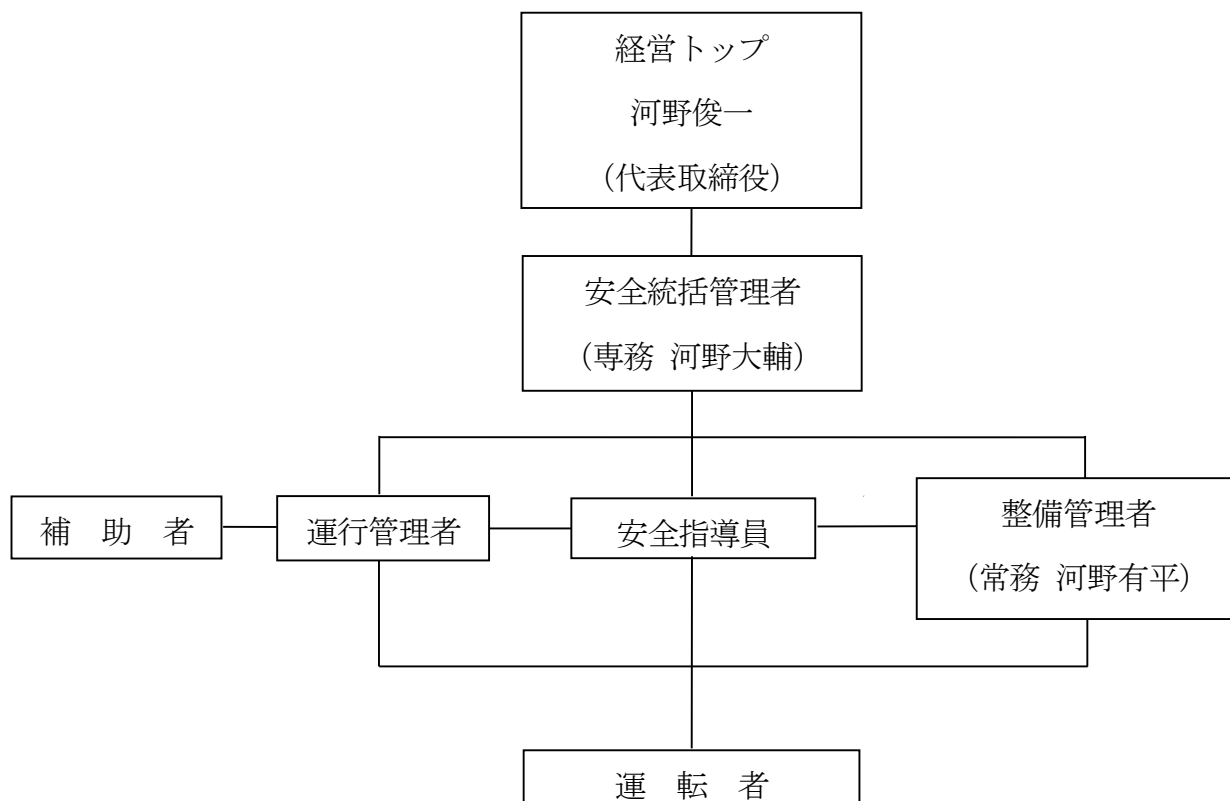 経営トップ
河野俊一
（代表取締役）
安全統括管理者
（専務 河野大輔）
補　助　者
運行管理者
安全指導員
整備管理者
（常務 河野有平）
運　転　者